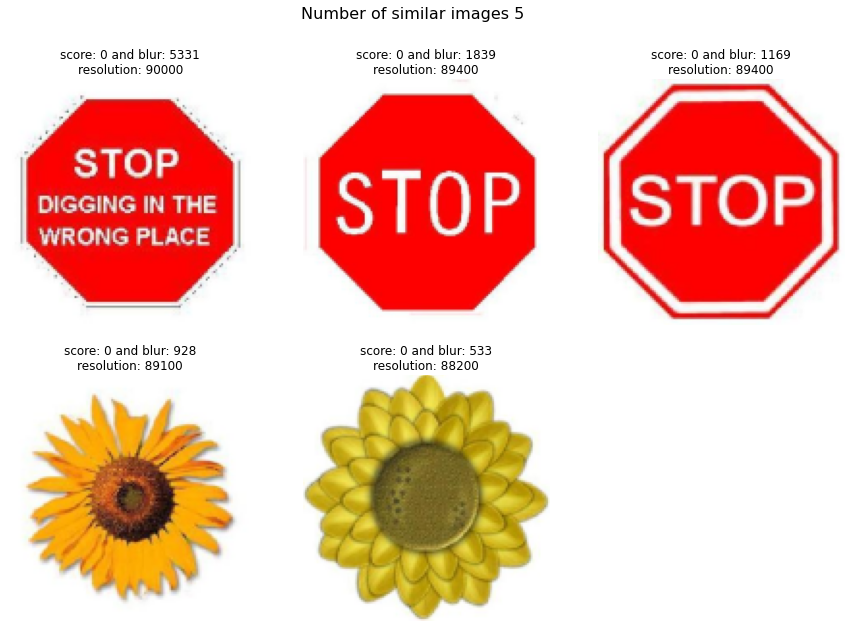 Number of similar images 5
score: 0 and blur: 5331
resolution: 90000
score: 0 and blur: 1839
resolution: 89400
score: 0 and blur: 1169
resolution: 89400
STOP
DIGGING IN THE
WRONG PLACE
STOP
STOP
score: 0 and blur: 928
resolution: 89100
score: 0 and blur: 533
resolution: 88200